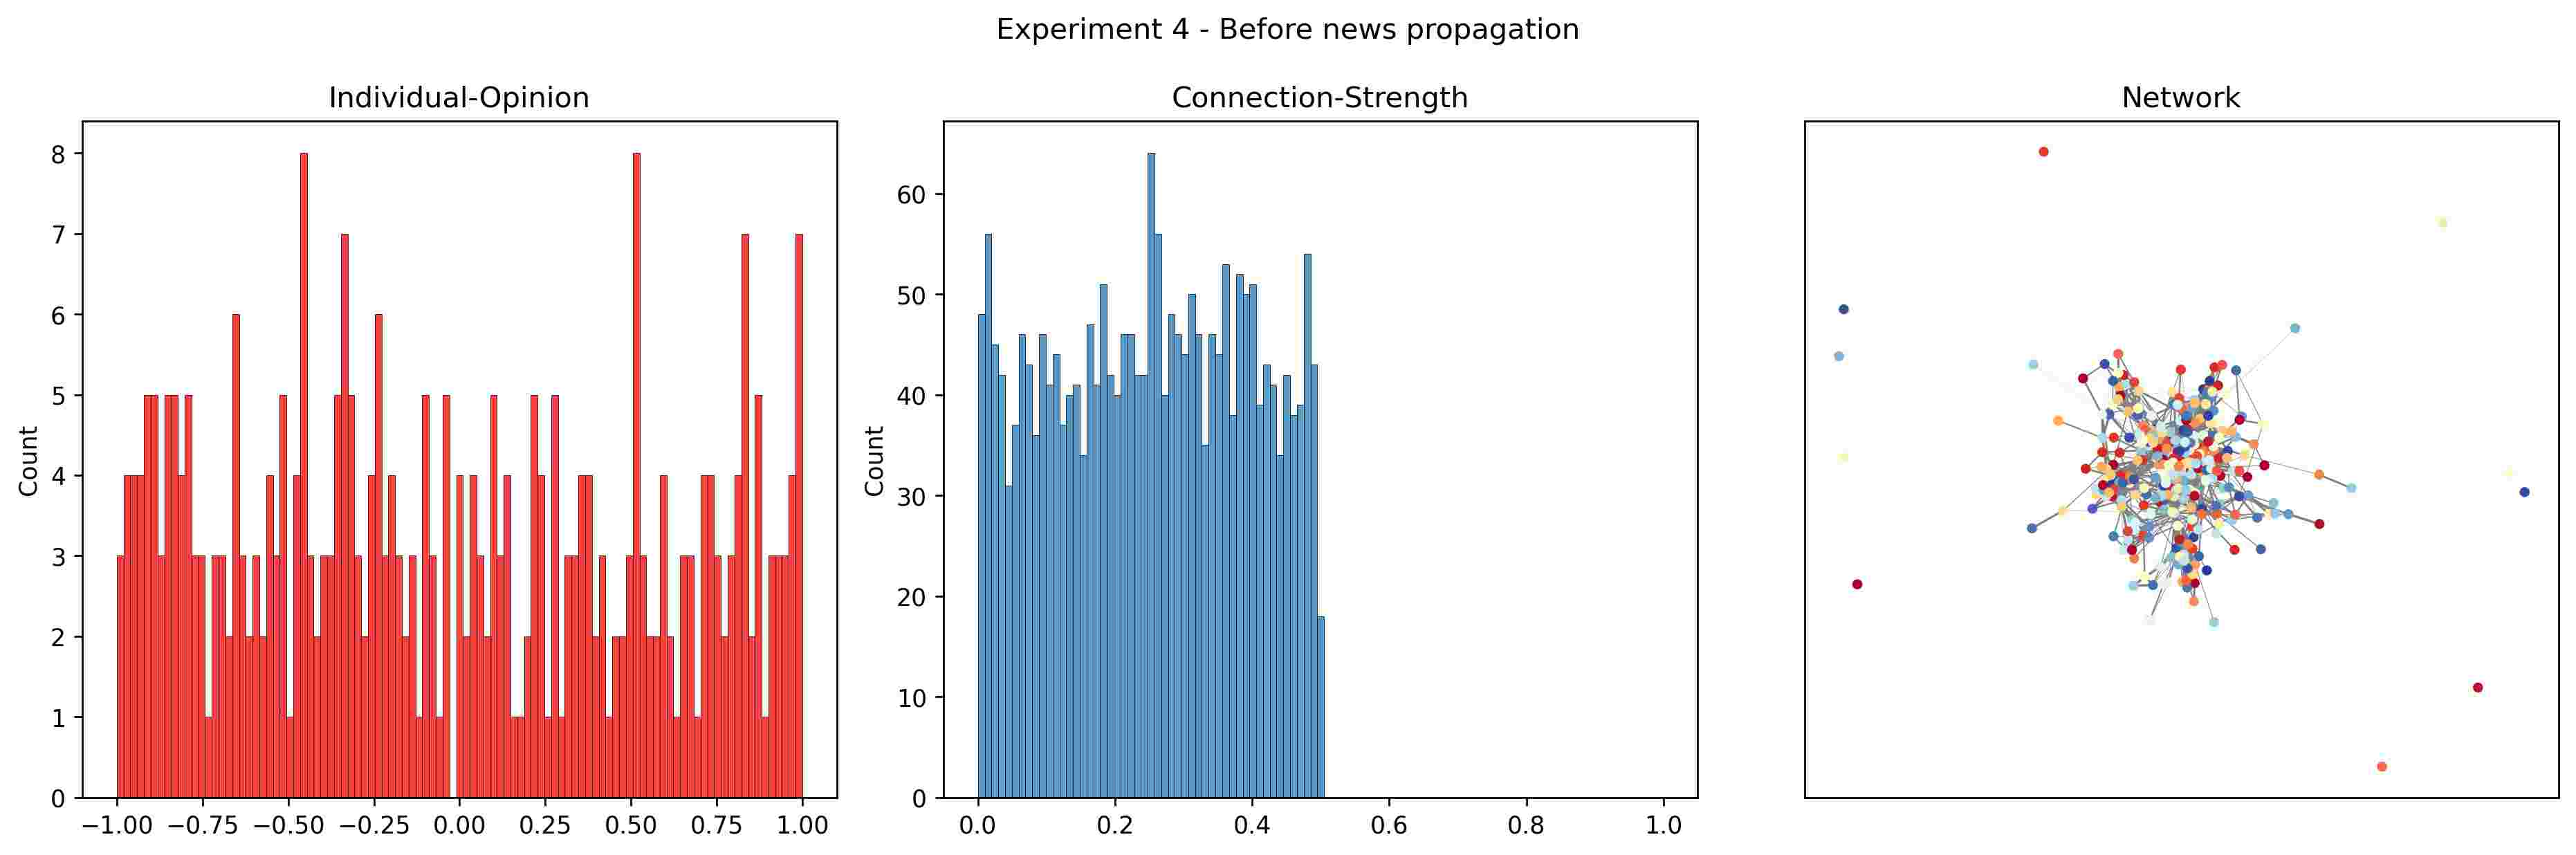 Experiment 4 - Before news propagation
Individual-Opinion
Count
8
7
6
5
4
3
2
1
0
−1.00 −0.75 −0.50 −0.25 0.00 0.25 0.50 0.75 1.00
Connection-Strength
Count
60
50
40
30
20
10
0
0.0 0.2 0.4 0.6 0.8 1.0
Network